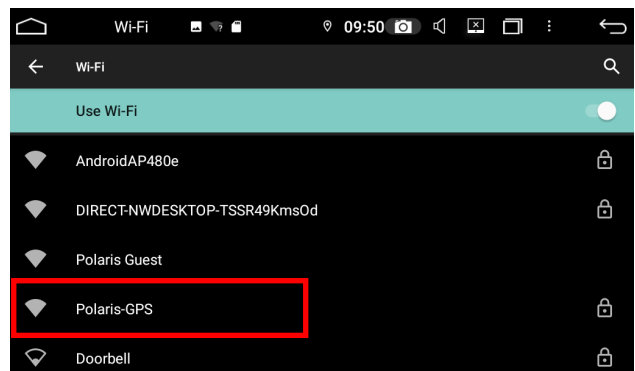 Wi-Fi 09:50
Wi-Fi
Use Wi-Fi
AndroidAP480e
DIRECT-NWDESKTOP-TSSR49KmsOd
Polaris Guest
Polaris-GPS
Doorbell